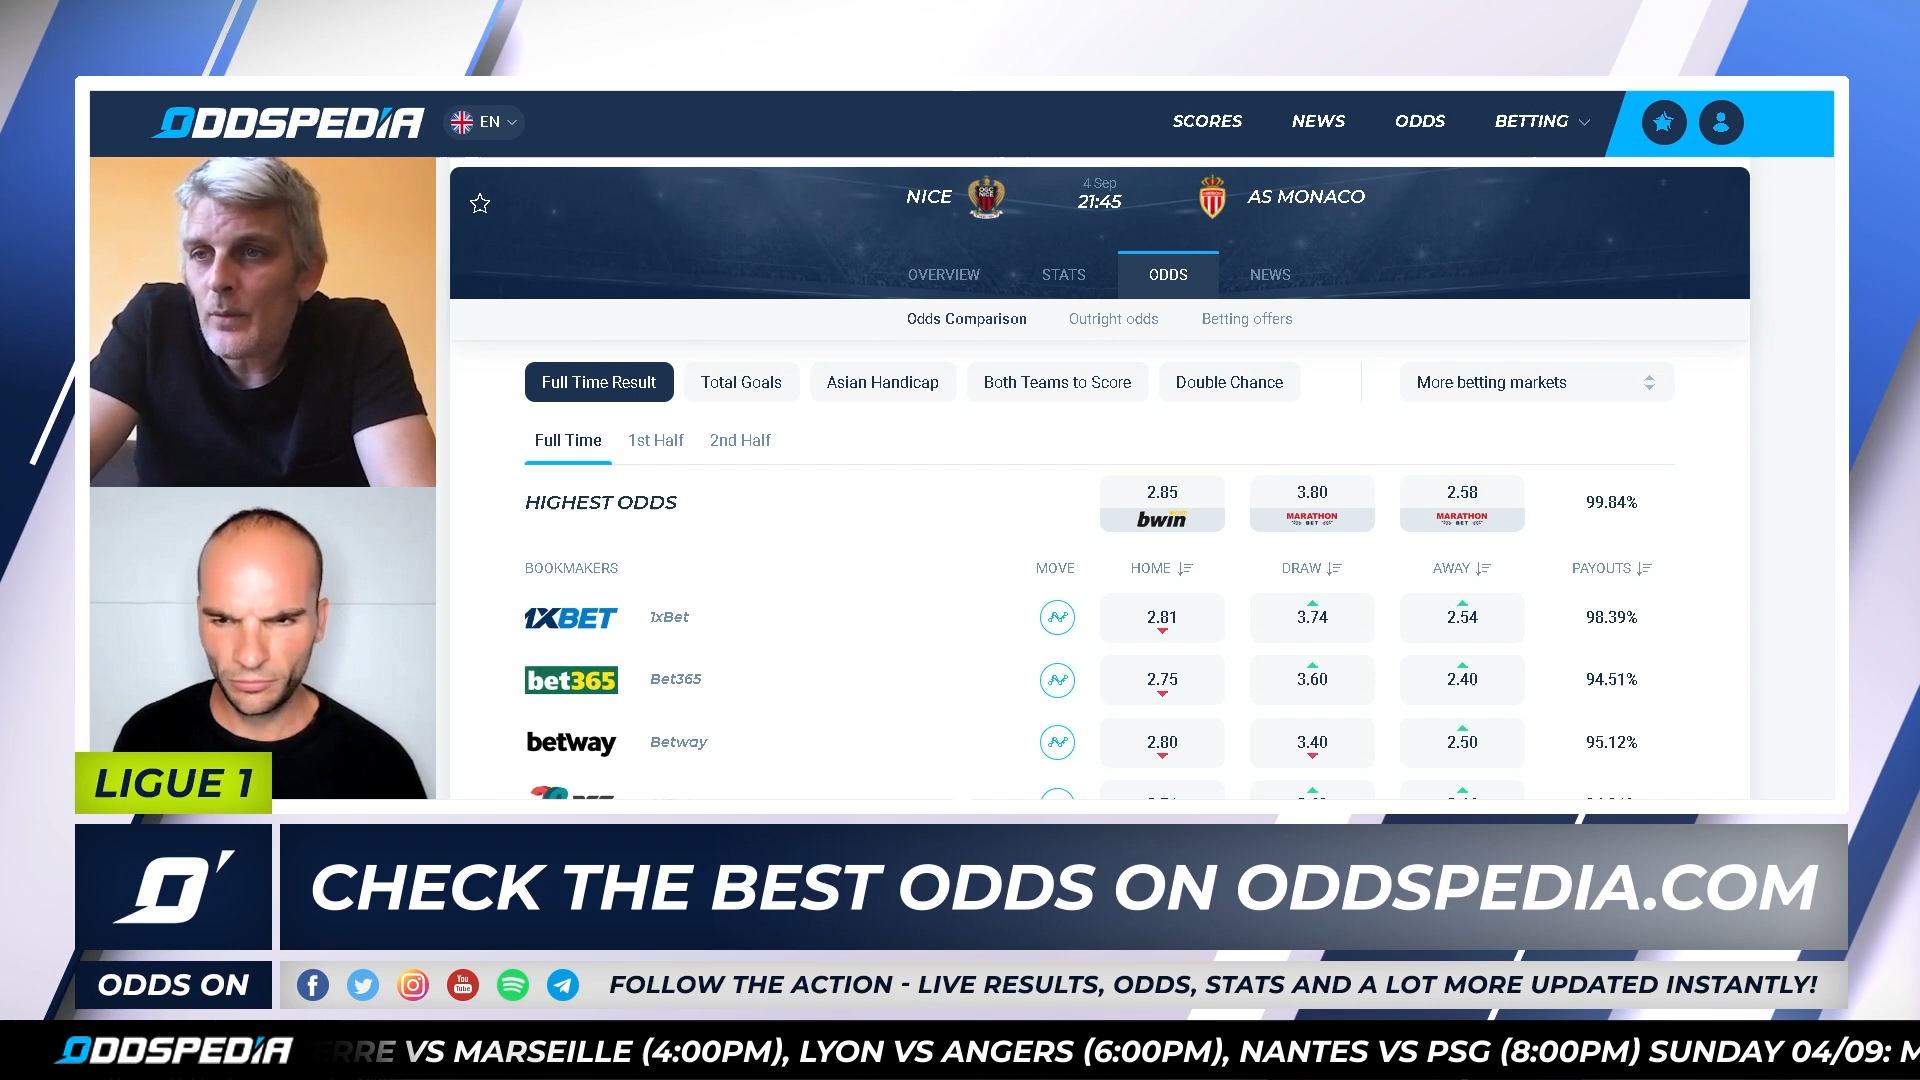 ODDSPEDIA
EN
SCORES NEWS ODDS BETTING
NICE
OGC NICE
4 Sep
21:45
AS MONACO
OVERVIEW STATS ODDS NEWS
Odds Comparison Outright odds Betting offers
Full Time Result Total Goals Asian Handicap Both Teams to Score Double Chance More betting markets
Full Time 1st Half 2nd Half
HIGHEST ODDS 2.85 3.80 2.58 99.84%
bwin MARATHON BET MARATHON BET
BOOKMAKERS MOVE HOME DRAW AWAY PAYOUTS
1XBET 1xBet 2.81 3.74 2.54 98.39%
bet365 Bet365 2.75 3.60 2.40 94.51%
betway Betway 2.80 3.40 2.50 95.12%
LIGUE 1
CHECK THE BEST ODDS ON ODDSPEDIA.COM
ODDS ON
You Tube
FOLLOW THE ACTION - LIVE RESULTS, ODDS, STATS AND A LOT MORE UPDATED INSTANTLY!
ODDSPEDIA ERRE VS MARSEILLE (4:00PM), LYON VS ANGERS (6:00PM), NANTES VS PSG (8:00PM) SUNDAY 04/09: M